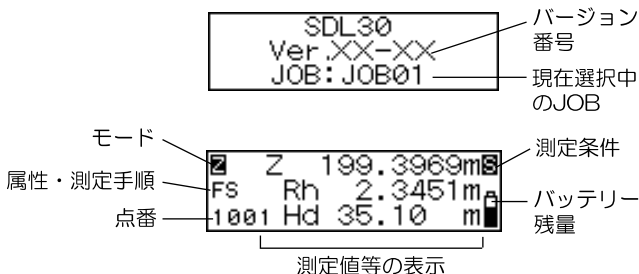 SDL30
Ver.XX-XX
JOB:JOB01
バージョン
番号
現在選択中
のJOB
モード
属性・測定手順
点番
Z Z 199.3969m S
FS Rh 2.3451m
1001 Hd 35.10 m
測定条件
バッテリー
残量
測定値等の表示